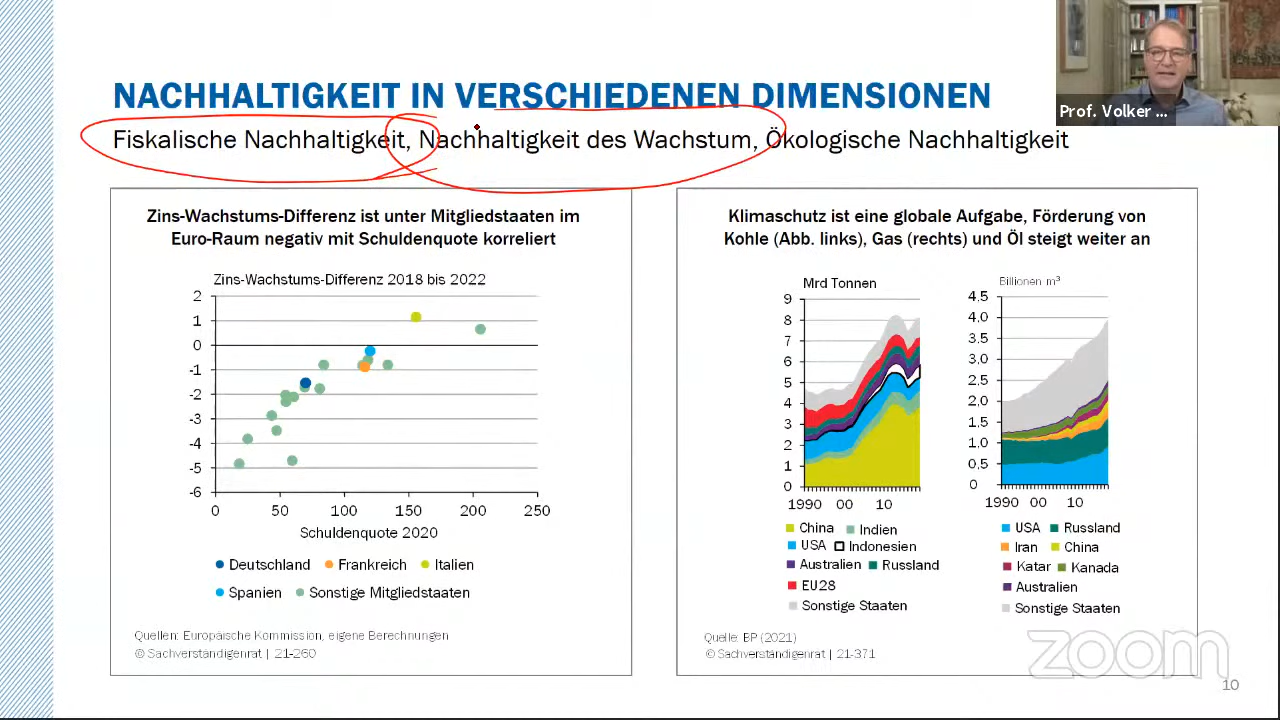 Prof. Volker ...
NACHHALTIGKEIT IN VERSCHIEDENEN DIMENSIONEN
Fiskalische Nachhaltigkeit, Nachhaltigkeit des Wachstum, Ökologische Nachhaltigkeit
Zins-Wachstums-Differenz ist unter Mitgliedstaaten im
Euro-Raum negativ mit Schuldenquote korreliert
Zins-Wachstums-Differenz 2018 bis 2022
2
1
0
-1
-2
-3
-4
-5
-6
0 50 100 150 200 250
Schuldenquote 2020
Deutschland Frankreich Italien
Spanien Sonstige Mitgliedstaaten
Quellen: Europäische Kommission, eigene Berechnungen
© Sachverständigenrat | 21-260
Klimaschutz ist eine globale Aufgabe, Förderung von
Kohle (Abb. links), Gas (rechts) und Öl steigt weiter an
Mrd Tonnen
9
8
7
6
5
4
3
2
1
0
1990 00 10
China Indien
USA Indonesien
Australien Russland
EU28
Sonstige Staaten
Billionen m³
4.5
4.0
3.5
3.0
2.5
2.0
1.5
1.0
0.5
0
1990 00 10
USA Russland
Iran China
Katar Kanada
Australien
Sonstige Staaten
Quelle: BP (2021)
© Sachverständigenrat | 21-371
zoom
10